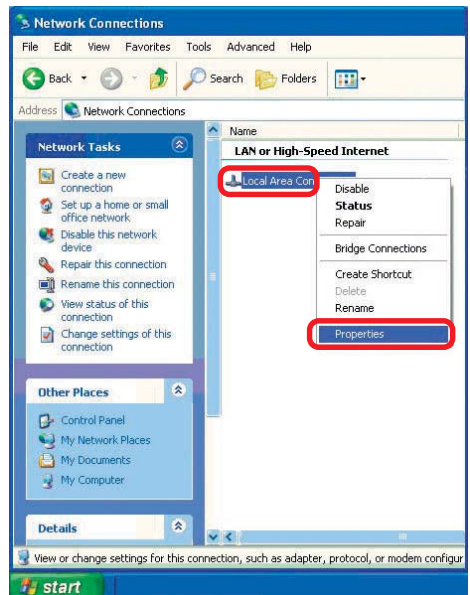 Network Connections
File Edit View Favorites Tools Advanced Help
Back Search Folders
Address Network Connections
Network Tasks
Create a new
connection
Set up a home or small
office network
Disable this network
device
Repair this connection
Rename this connection
View status of this
connection
Change settings of this
connection
Other Places
Control Panel
My Network Places
My Documents
My Computer
Details
Name
LAN or High-Speed Internet
Local Area Con
Disable
Status
Repair
Bridge Connections
Create Shortcut
Delete
Rename
Properties
View or change settings for this connection, such as adapter, protocol, or modem configur
start